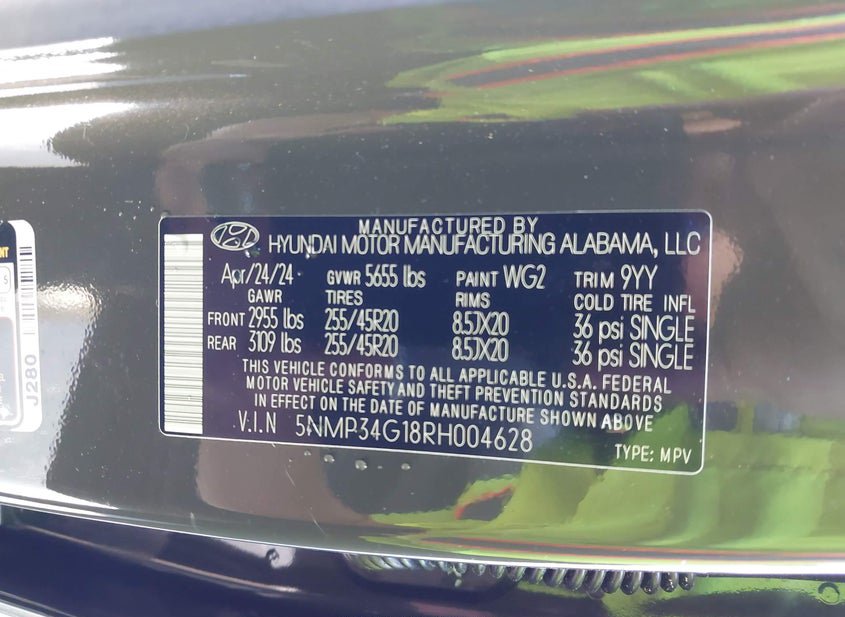 MANUFACTURED BY
HYUNDAI MOTOR MANUFACTURING ALABAMA, LLC
Apr/24/24 GVWR 5655 lbs PAINT WG2 TRIM 9YY
GAWR TIRES RIMS COLD TIRE INFL
FRONT 2955 lbs 255/45R20 8.5JX20 36 psi SINGLE
REAR 3109 lbs 255/45R20 8.5JX20 36 psi SINGLE
THIS VEHICLE CONFORMS TO ALL APPLICABLE U.S.A. FEDERAL
MOTOR VEHICLE SAFETY AND THEFT PREVENTION STANDARDS
IN EFFECT ON THE DATE OF MANUFACTURE SHOWN ABOVE
V.I.N 5NMP34G18RH004628
TYPE: MPV
J280